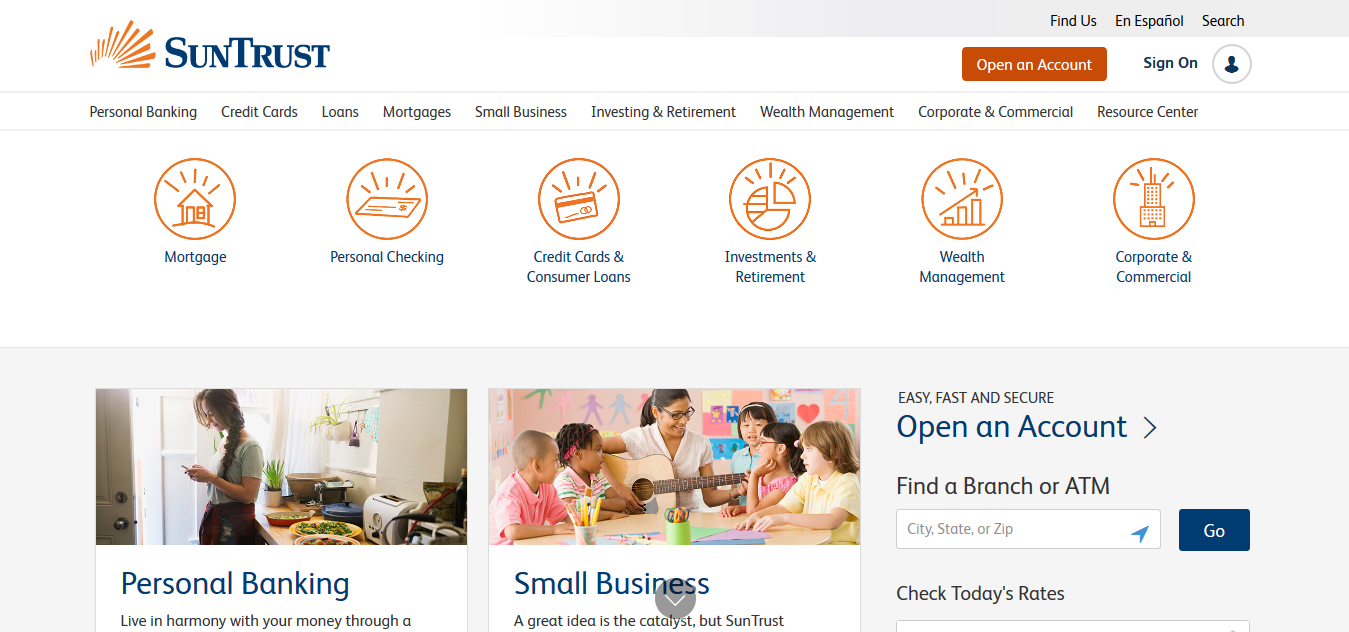 Find Us En Español Search
SUNTRUST
Open an Account Sign On
Personal Banking Credit Cards Loans Mortgages Small Business Investing & Retirement Wealth Management Corporate & Commercial Resource Center
Mortgage
Personal Checking
Credit Cards &
Consumer Loans
Investments &
Retirement
Wealth
Management
Corporate &
Commercial
Personal Banking
Live in harmony with your money through a
Small Business
A great idea is the catalyst, but SunTrust
EASY, FAST AND SECURE
Open an Account
Find a Branch or ATM
City, State, or Zip
Go
Check Today's Rates